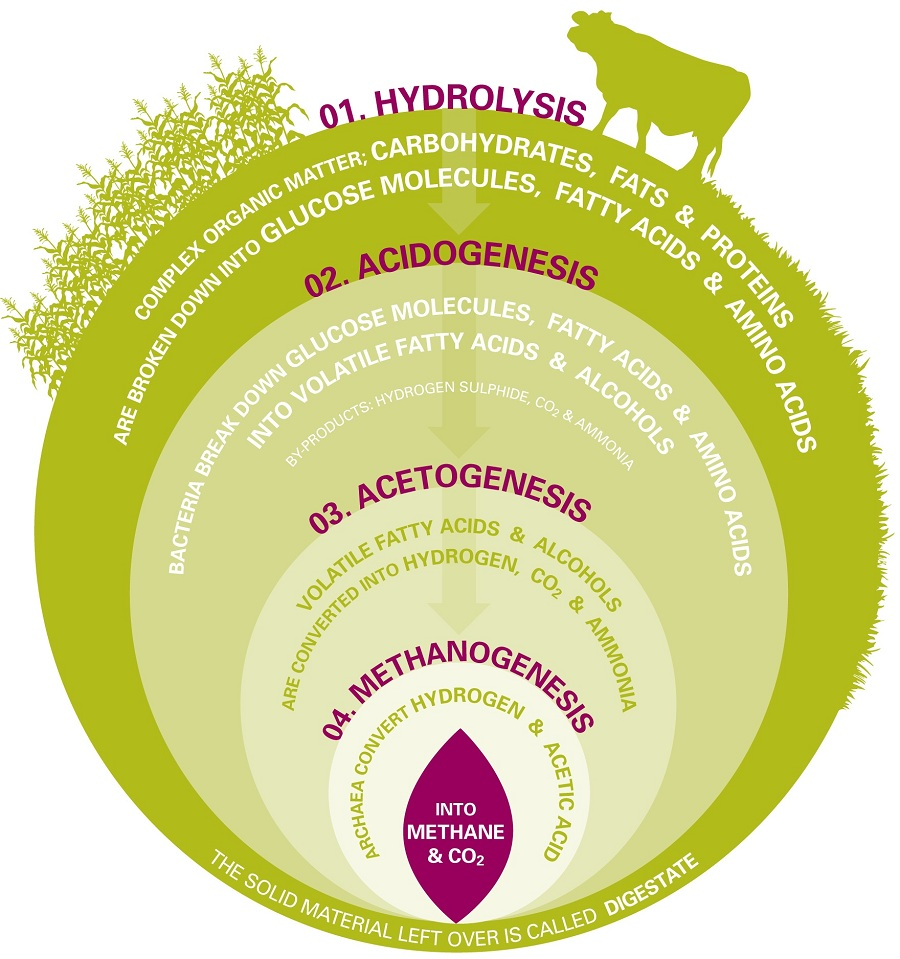 01. HYDROLYSIS
COMPLEX ORGANIC MATTER; CARBOHYDRATES, FATS & PROTEINS
ARE BROKEN DOWN INTO GLUCOSE MOLECULES, FATTY ACIDS & AMINO ACIDS
02. ACIDOGENESIS
BACTERIA BREAK DOWN GLUCOSE MOLECULES, FATTY ACIDS & AMINO ACIDS
INTO VOLATILE FATTY ACIDS & ALCOHOLS
BY-PRODUCTS: HYDROGEN SULPHIDE, CO₂ & AMMONIA
03. ACETOGENESIS
VOLATILE FATTY ACIDS & ALCOHOLS
ARE CONVERTED INTO HYDROGEN, CO₂ & AMMONIA
04. METHANOGENESIS
ARCHAEA CONVERT HYDROGEN & ACETIC ACID
INTO
METHANE
& CO₂
THE SOLID MATERIAL LEFT OVER IS CALLED DIGESTATE